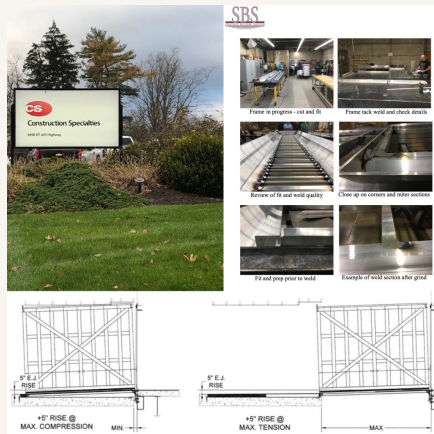 CS
Construction Specialties
SBS
Frame in progress - cut and fit
Frame tack weld and check details
Review of fit and weld quality
Close up on corners and miter sections
Fit and prep prior to weld
Example of weld section after grind
5" E.J.
RISE
+5" RISE @
MAX. COMPRESSION
MIN.
5" E.J.
RISE
+5" RISE @
MAX. TENSION
MAX